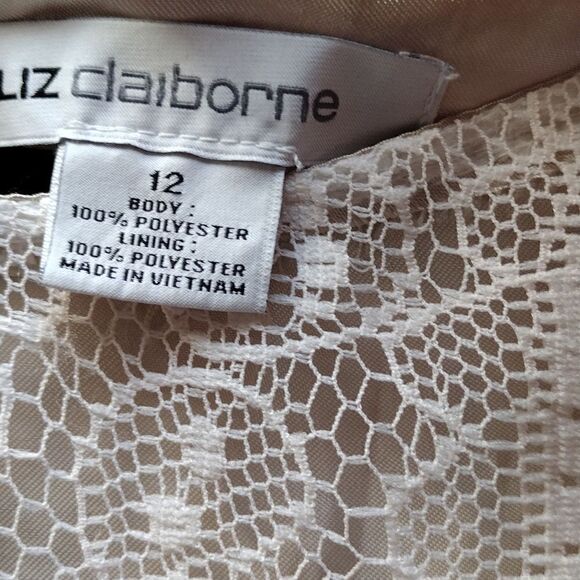 LIZ claiborne
12
BODY :
100% POLYESTER
LINING :
100% POLYESTER
MADE IN VIETNAM